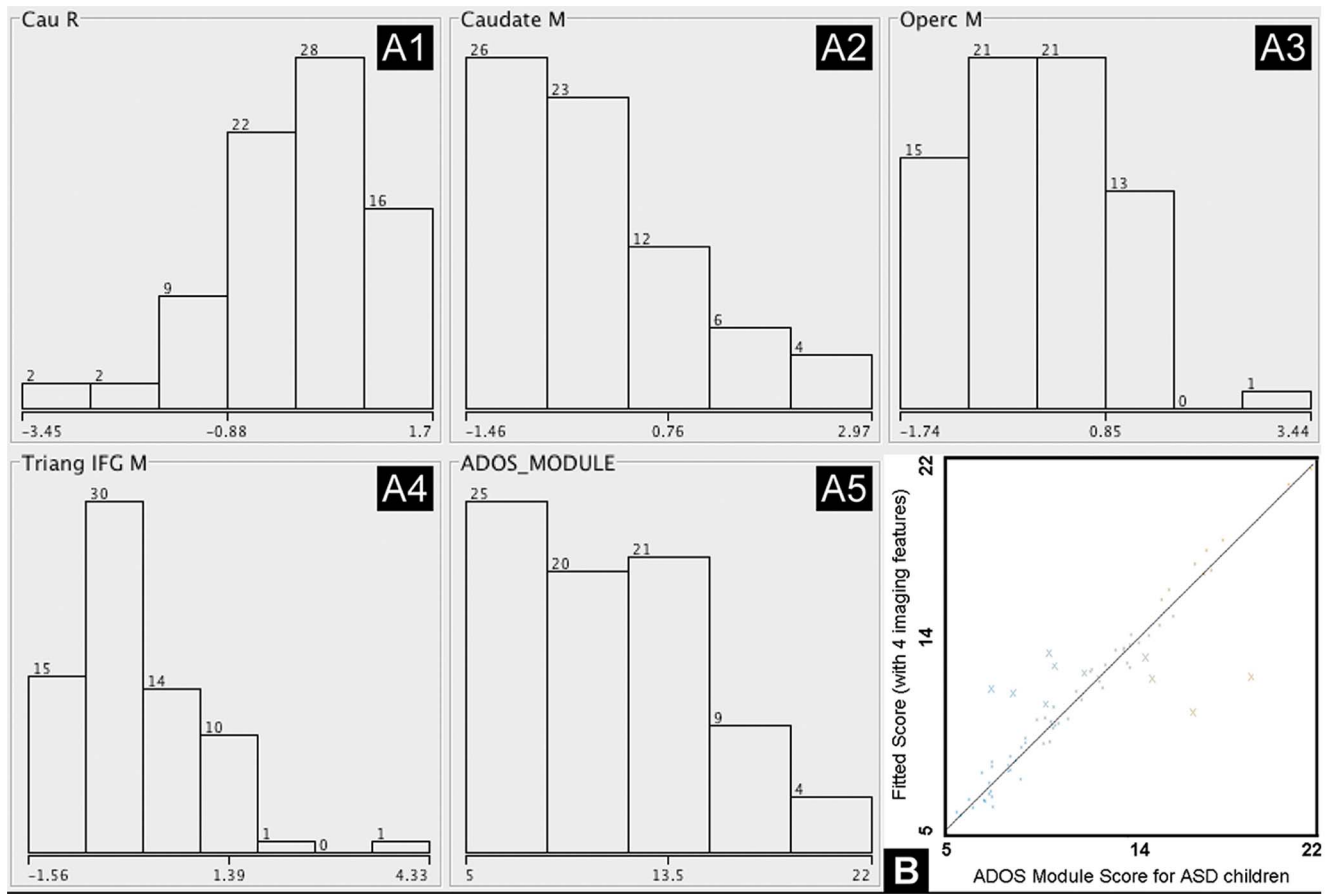 Cau R
A1
28
22
16
9
2 2
-3.45 -0.88 1.7
Caudate M
A2
26
23
12
6
4
-1.46 0.76 2.97
Operc M
A3
21 21
15
13
0
1
-1.74 0.85 3.44
Triang IFG M
A4
30
15
14
10
1
0
1
-1.56 1.39 4.33
ADOS_MODULE
A5
25
20
21
9
4
5 13.5 22
22
14
5
Fitted Score (with 4 imaging features)
5 14 22
ADOS Module Score for ASD children
B